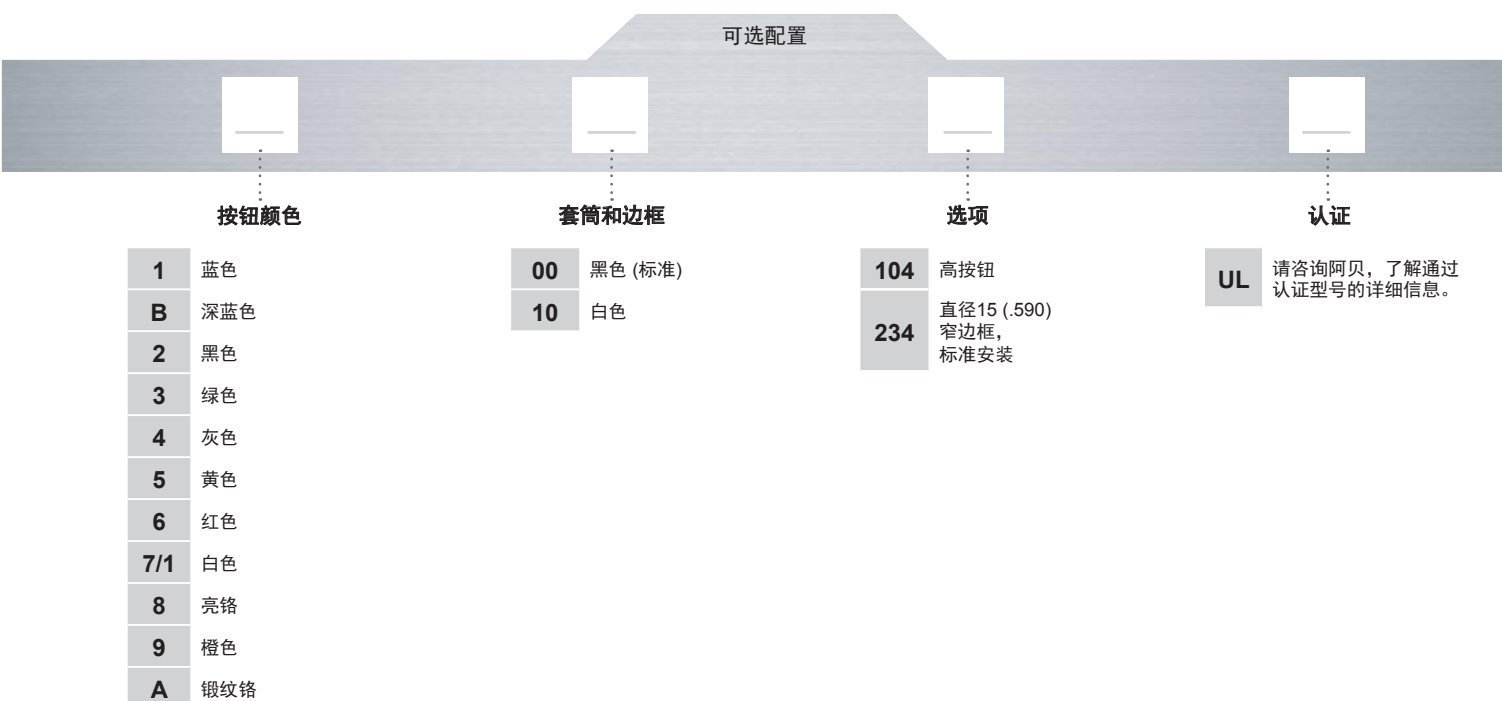 可选配置
按钮颜色
1 蓝色
B 深蓝色
2 黑色
3 绿色
4 灰色
5 黄色
6 红色
7/1 白色
8 亮铬
9 橙色
A 锻纹铬
套筒和边框
00 黑色 (标准)
10 白色
选项
104 高按钮
234 直径15 (.590)
窄边框，
标准安装
认证
UL 请咨询阿贝，了解通过
认证型号的详细信息。